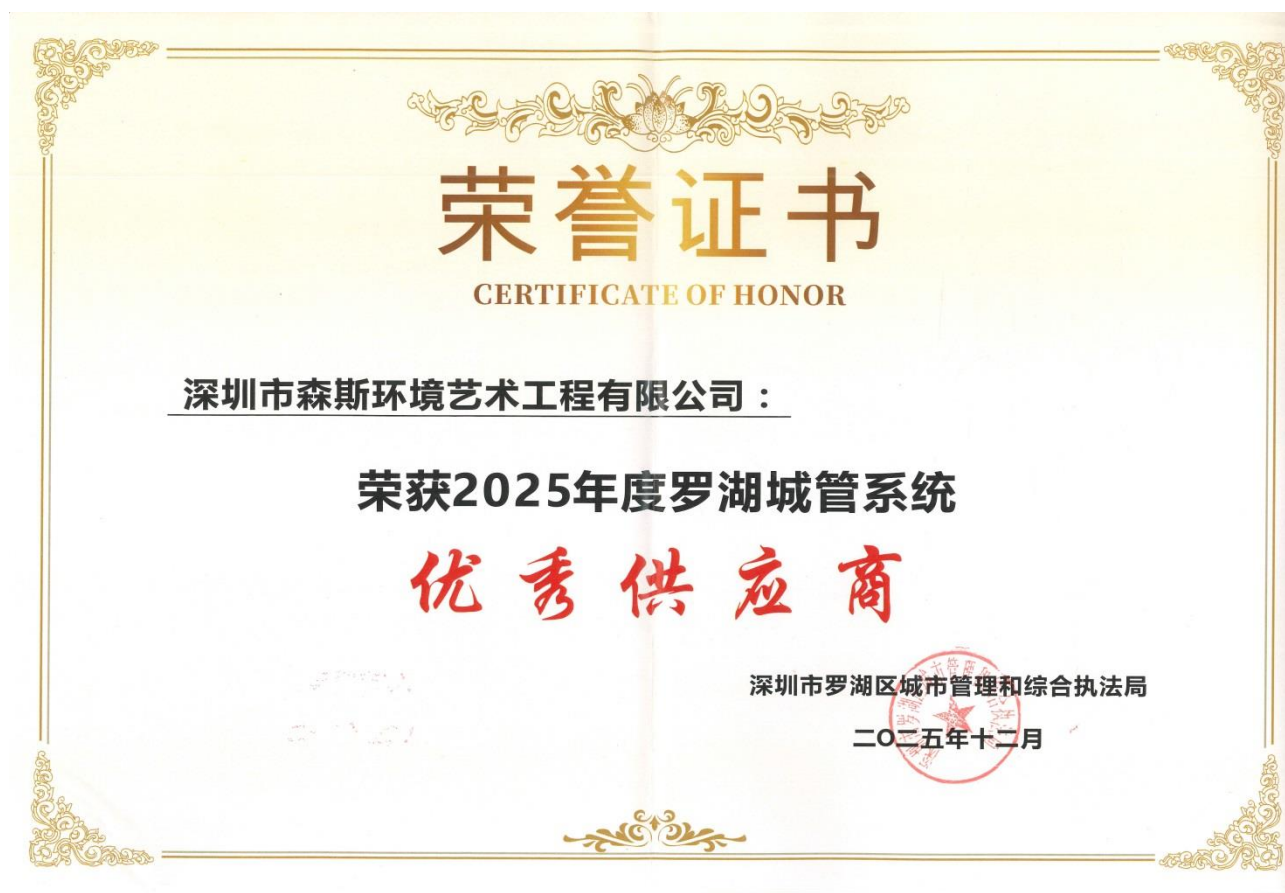 荣誉证书
CERTIFICATE OF HONOR
深圳市森斯环境艺术工程有限公司：
荣获2025年度罗湖城管系统
优秀供应商
深圳市罗湖区城市管理和综合执法局
二〇二五年十二月